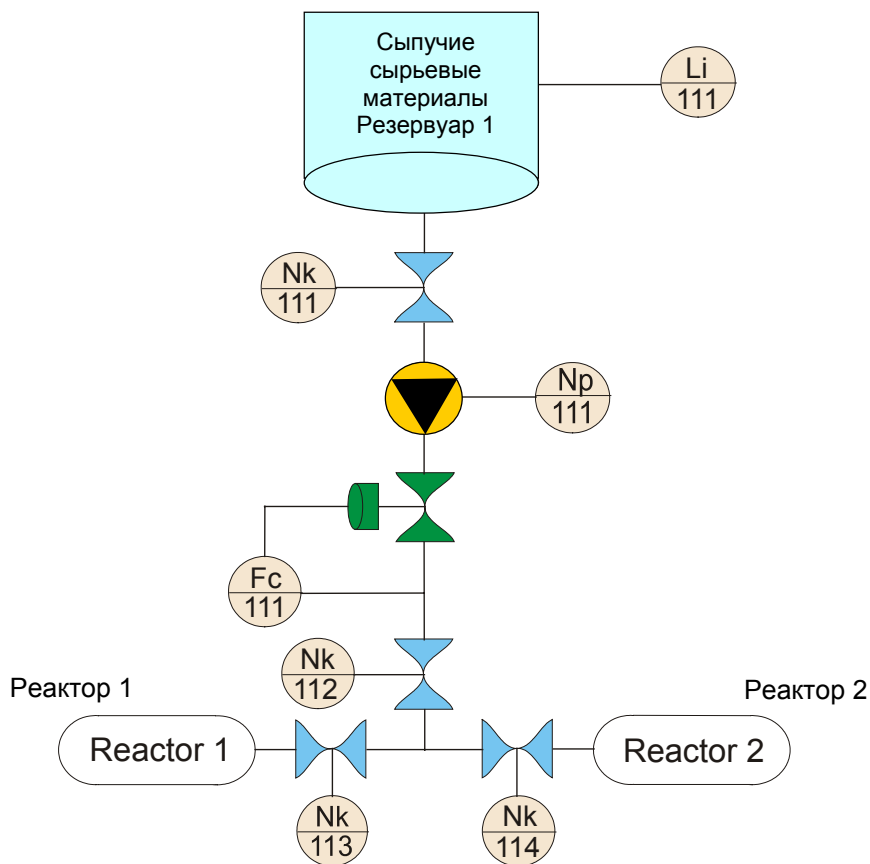 Сыпучие
сырьевые
материалы
Резервуар 1
Li
111
Nk
111
Np
111
Fc
111
Nk
112
Реактор 1
Реактор 2
Reactor 1
Reactor 2
Nk
113
Nk
114